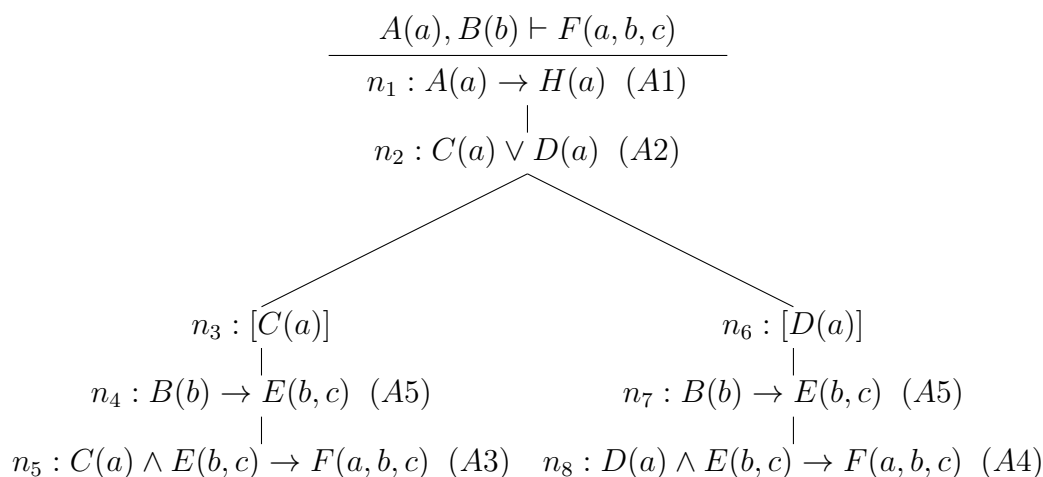 A(a), B(b) ⊢ F(a, b, c)
n₁ : A(a) → H(a) (A1)
n₂ : C(a) ∨ D(a) (A2)
n₃ : [C(a)] n₆ : [D(a)]
n₄ : B(b) → E(b, c) (A5) n₇ : B(b) → E(b, c) (A5)
n₅ : C(a) ∧ E(b, c) → F(a, b, c) (A3) n₈ : D(a) ∧ E(b, c) → F(a, b, c) (A4)